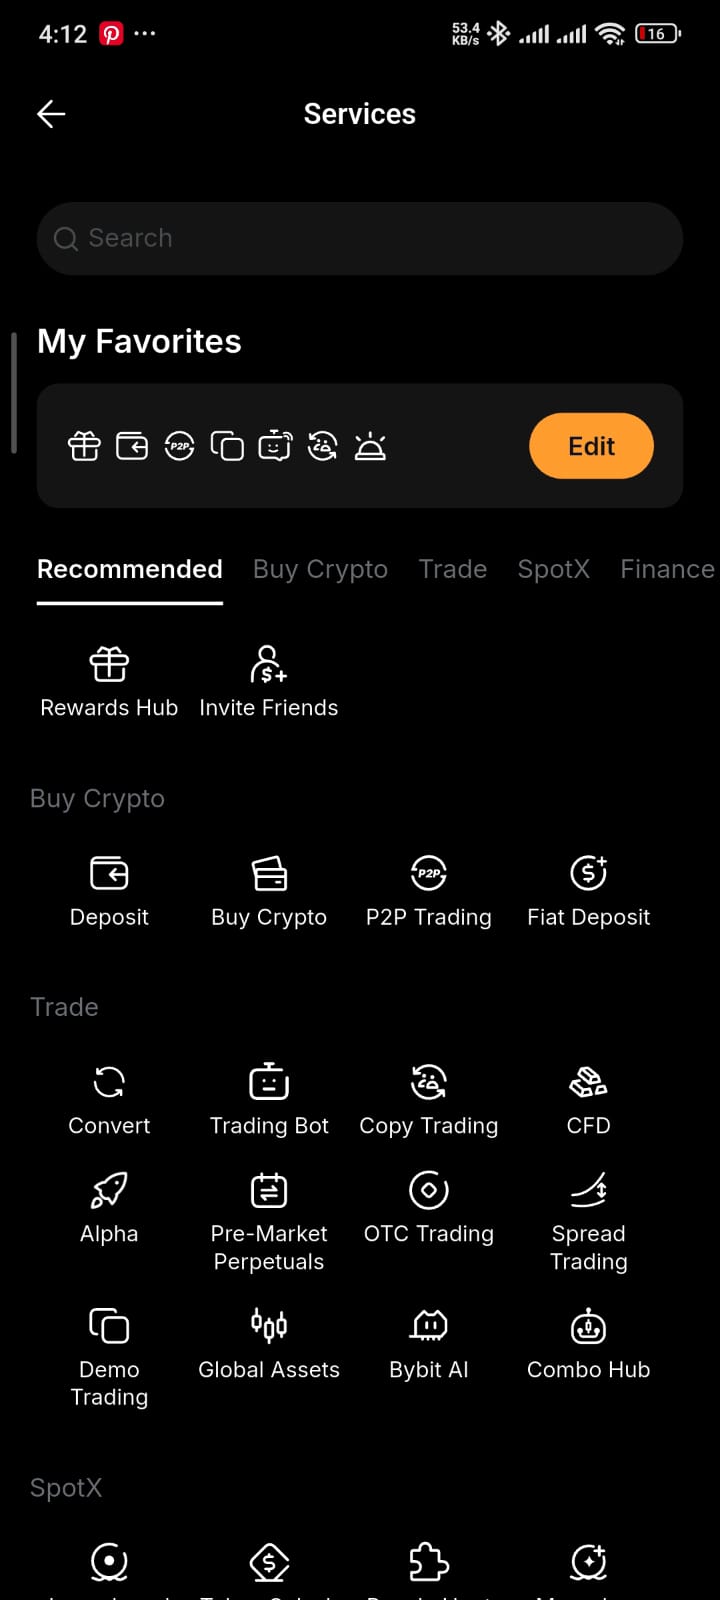 4:12 ... 53.4 KB/s 16
Services
Search
My Favorites
P2P Edit
Recommended Buy Crypto Trade SpotX Finance
Rewards Hub Invite Friends
Buy Crypto
P2P
Deposit Buy Crypto P2P Trading Fiat Deposit
Trade
Convert Trading Bot Copy Trading CFD
Alpha Pre-Market Perpetuals OTC Trading Spread Trading
Demo Trading Global Assets Bybit AI Combo Hub
SpotX